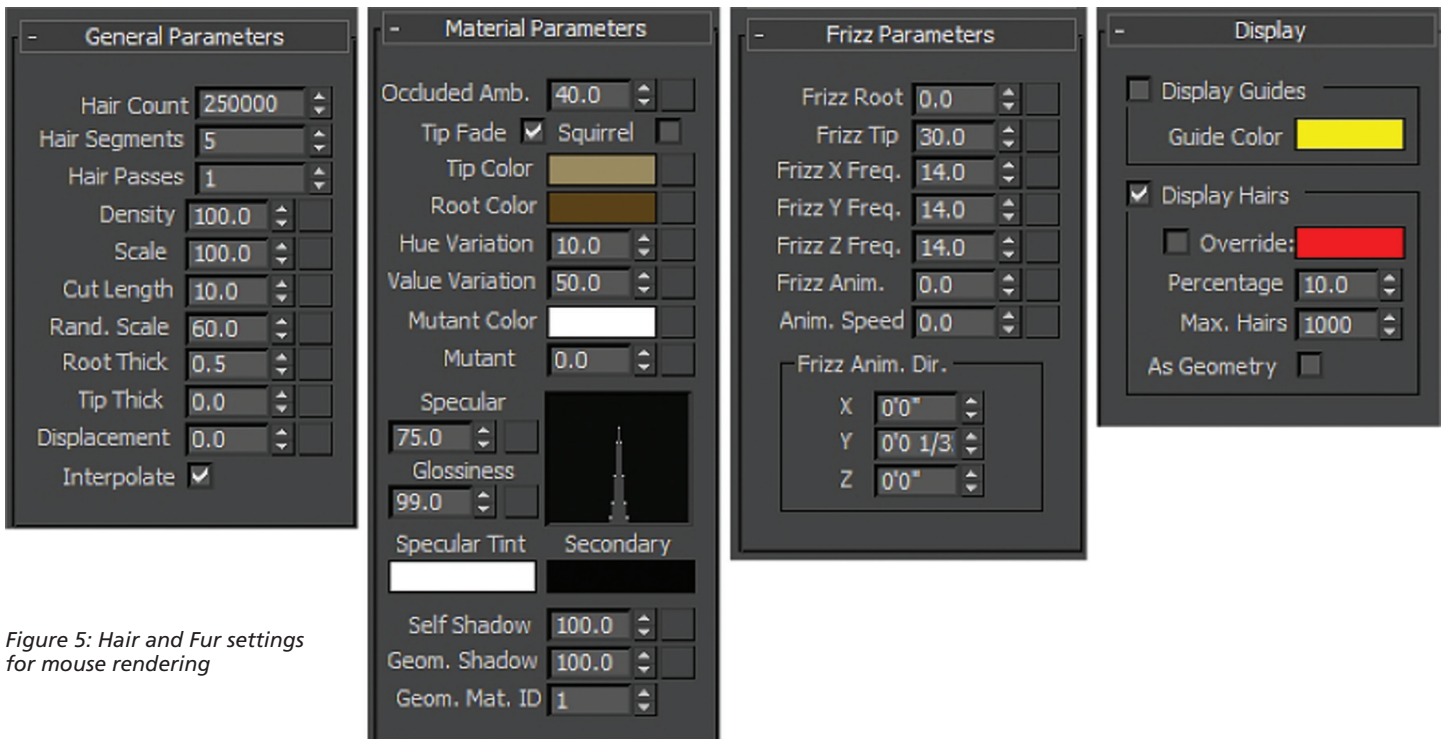 - General Parameters
Hair Count 250000
Hair Segments 5
Hair Passes 1
Density 100.0
Scale 100.0
Cut Length 10.0
Rand. Scale 60.0
Root Thick 0.5
Tip Thick 0.0
Displacement 0.0
Interpolate
- Material Parameters
Occluded Amb. 40.0
Tip Fade Squirrel
Tip Color
Root Color
Hue Variation 10.0
Value Variation 50.0
Mutant Color
Mutant 0.0
Specular
75.0
Glossiness
99.0
Specular Tint Secondary
Self Shadow 100.0
Geom. Shadow 100.0
Geom. Mat. ID 1
- Frizz Parameters
Frizz Root 0.0
Frizz Tip 30.0
Frizz X Freq. 14.0
Frizz Y Freq. 14.0
Frizz Z Freq. 14.0
Frizz Anim. 0.0
Anim. Speed 0.0
Frizz Anim. Dir.
X 0'0"
Y 0'0 1/3
Z 0'0"
- Display
Display Guides
Guide Color
Display Hairs
Override:
Percentage 10.0
Max. Hairs 1000
As Geometry
Figure 5: Hair and Fur settings
for mouse rendering